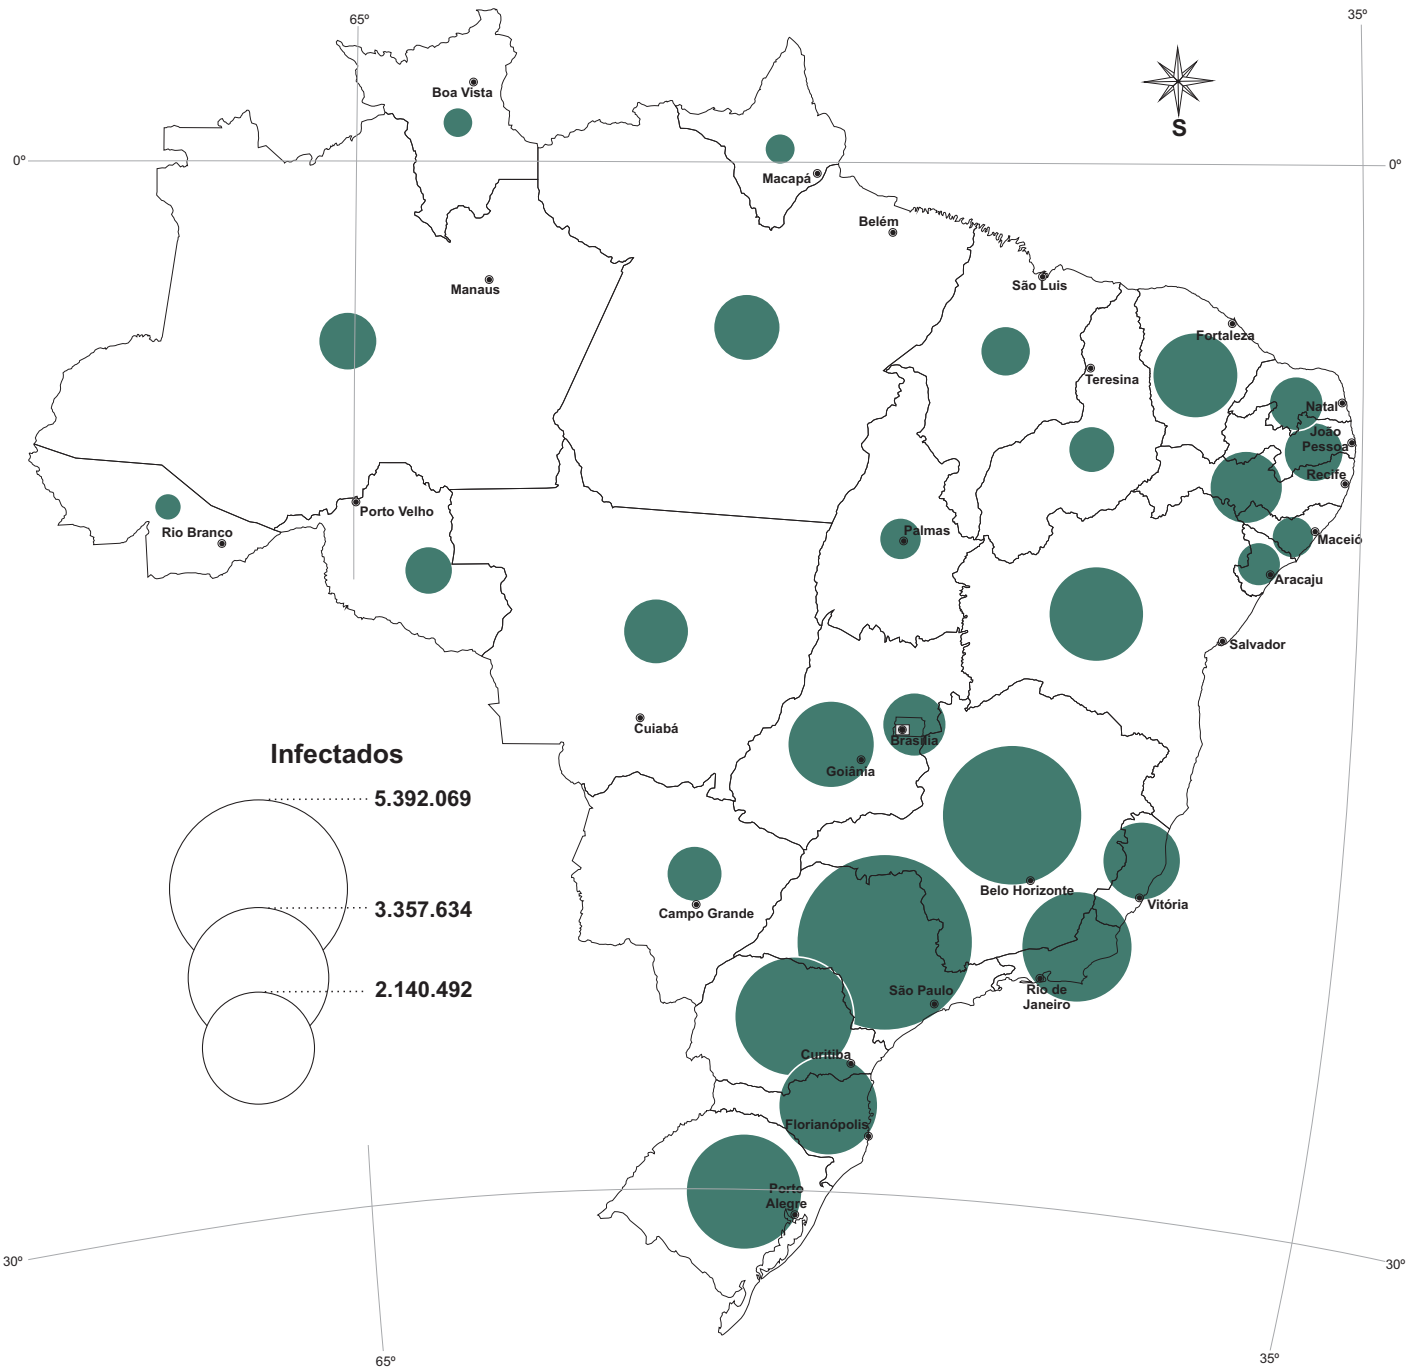 65º
35º
Boa Vista
S
0º
0º
Macapá
Belém
Manaus
São Luis
Fortaleza
Teresina
Natal
João
Pessoa
Recife
Porto Velho
Rio Branco
Palmas
Maceió
Aracaju
Salvador
Cuiabá
Brasília
Goiânia
Infectados
5.392.069
3.357.634
2.140.492
Belo Horizonte
Campo Grande
Vitória
São Paulo
Rio de
Janeiro
Curitiba
Florianópolis
Porto
Alegre
30º
30º
65º
35º